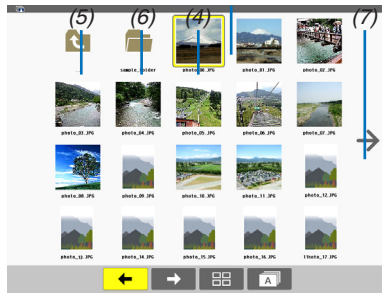 (5) (6) (4) (7)
sample_folder photo_00.JPG photo_01.JPG photo_02.JPG
photo_03.JPG photo_04.JPG photo_05.JPG photo_06.JPG photo_07.JPG
photo_08.JPG photo_09.JPG photo_10.JPG photo_11.JPG photo_12.JPG
photo_13.JPG photo_14.JPG photo_15.JPG photo_16.JPG photo_17.JPG
A